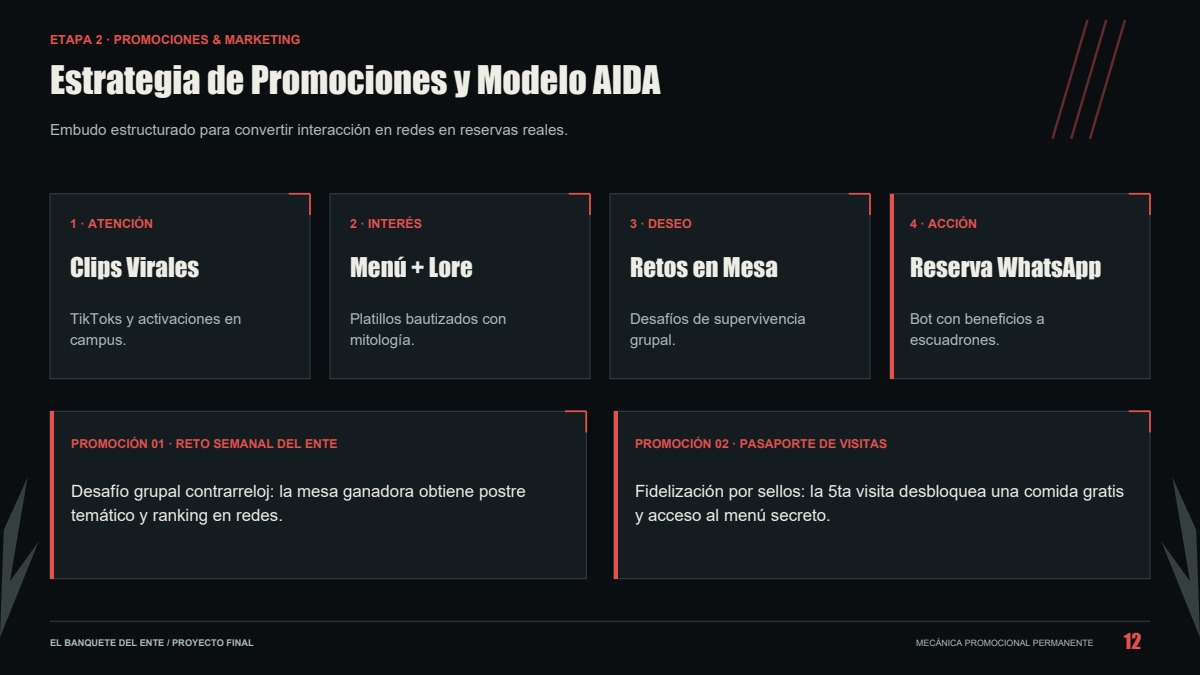 ETAPA 2 · PROMOCIONES & MARKETING
Estrategia de Promociones y Modelo AIDA
Embudo estructurado para convertir interacción en redes en reservas reales.
1 · ATENCIÓN
Clips Virales
TikToks y activaciones en
campus.
2 · INTERÉS
Menú + Lore
Platillos bautizados con
mitología.
3 · DESEO
Retos en Mesa
Desafíos de supervivencia
grupal.
4 · ACCIÓN
Reserva WhatsApp
Bot con beneficios a
escuadrones.
PROMOCIÓN 01 · RETO SEMANAL DEL ENTE
Desafío grupal contrarreloj: la mesa ganadora obtiene postre
temático y ranking en redes.
PROMOCIÓN 02 · PASAPORTE DE VISITAS
Fidelización por sellos: la 5ta visita desbloquea una comida gratis
y acceso al menú secreto.
EL BANQUETE DEL ENTE / PROYECTO FINAL
MECÁNICA PROMOCIONAL PERMANENTE
12